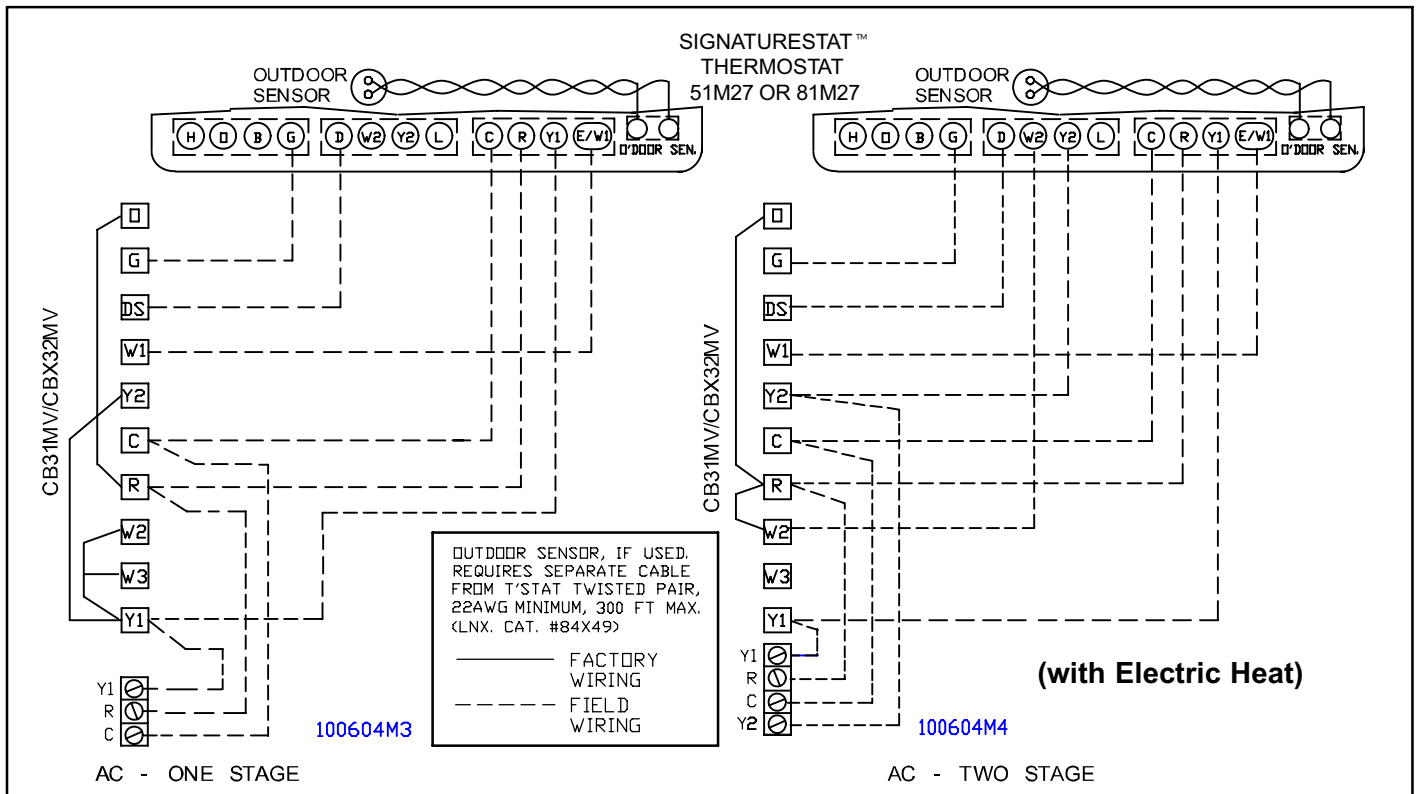 SIGNATURESTAT™
THERMOSTAT
51M27 OR 81M27
OUTDOOR
SENSOR
H O B G D W2 Y2 L C R Y1 E/W1
O'DOOR SEN.
CB31MV/CBX32MV
O
G
DS
W1
Y2
C
R
W2
W3
Y1
Y1
R
C
100604M3
AC - ONE STAGE
OUTDOOR SENSOR, IF USED.
REQUIRES SEPARATE CABLE
FROM T'STAT TWISTED PAIR,
22AWG MINIMUM, 300 FT MAX.
(LNX. CAT. #84X49)
FACTORY
WIRING
FIELD
WIRING
OUTDOOR
SENSOR
H O B G D W2 Y2 L C R Y1 E/W1
O'DOOR SEN.
CB31MV/CBX32MV
O
G
DS
W1
Y2
C
R
W2
W3
Y1
Y1
R
C
Y2
(with Electric Heat)
100604M4
AC - TWO STAGE